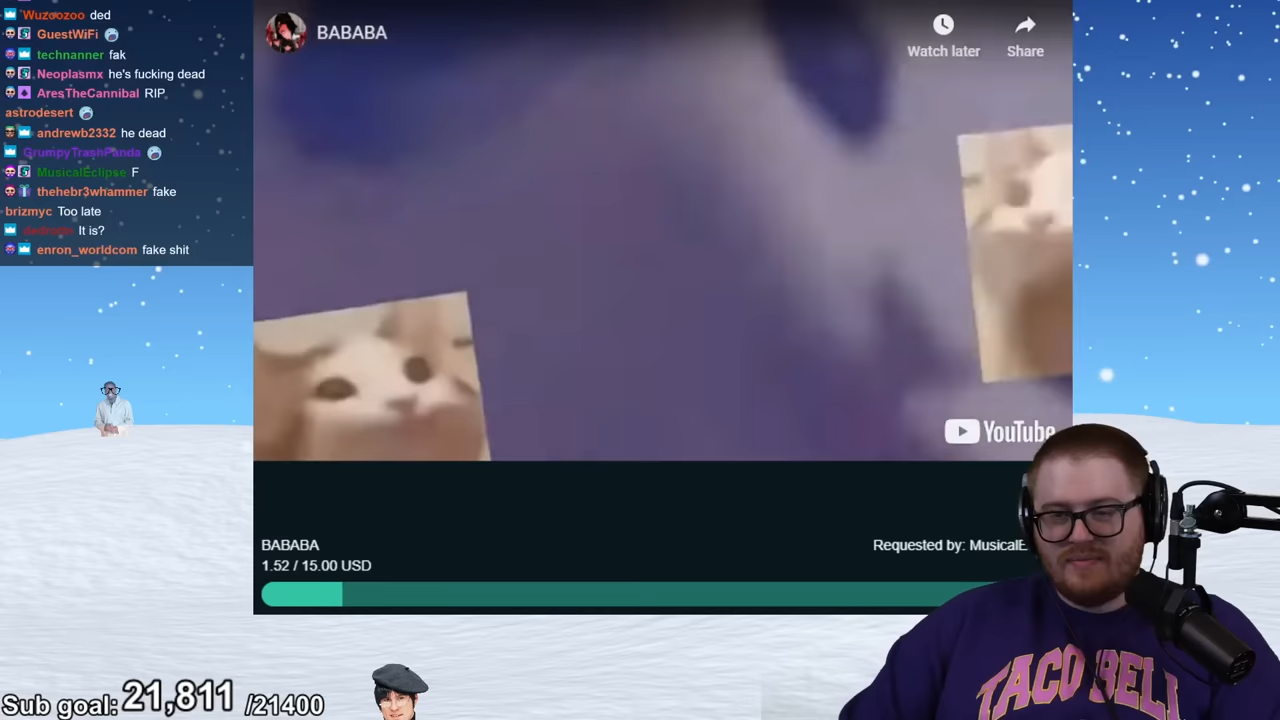 Wuzoozoo ded
GuestWiFi
technanner fak
Neoplasmx he's fucking dead
AresTheCannibal RIP
astrodesert
andrewb2332 he dead
GrumpyTrashPanda
MusicalEclipse F
thehebr3whammer fake
brizmyc Too late
It is?
enron_worldcom fake shit
BABABA
Watch later
Share
YouTube
BABABA
Requested by: MusicalE
1.52 / 15.00 USD
TACO BELL
Sub goal: 21,811 /21400